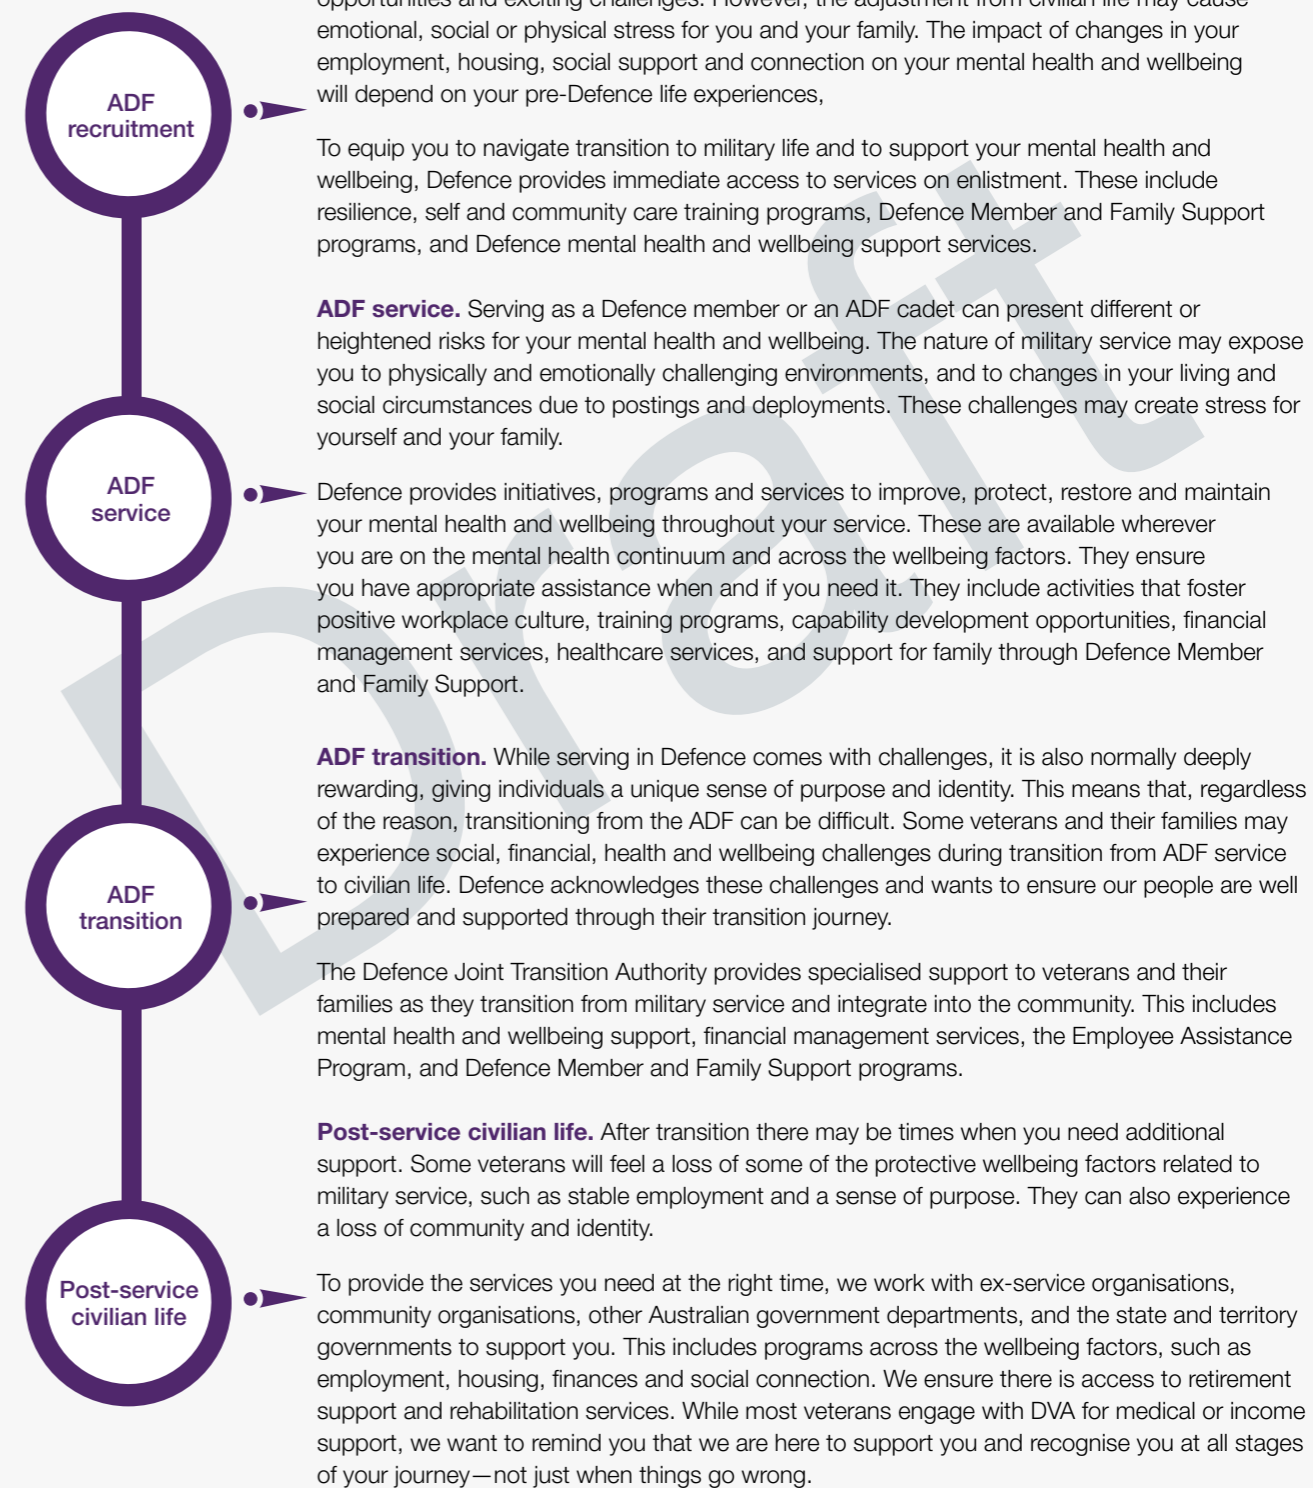 opportunities and exciting challenges. However, the adjustment from civilian life may cause
emotional, social or physical stress for you and your family. The impact of changes in your
employment, housing, social support and connection on your mental health and wellbeing
will depend on your pre-Defence life experiences,
ADF
recruitment
To equip you to navigate transition to military life and to support your mental health and
wellbeing, Defence provides immediate access to services on enlistment. These include
resilience, self and community care training programs, Defence Member and Family Support
programs, and Defence mental health and wellbeing support services.
ADF service. Serving as a Defence member or an ADF cadet can present different or
heightened risks for your mental health and wellbeing. The nature of military service may expose
you to physically and emotionally challenging environments, and to changes in your living and
social circumstances due to postings and deployments. These challenges may create stress for
yourself and your family.
ADF
service
Defence provides initiatives, programs and services to improve, protect, restore and maintain
your mental health and wellbeing throughout your service. These are available wherever
you are on the mental health continuum and across the wellbeing factors. They ensure
you have appropriate assistance when and if you need it. They include activities that foster
positive workplace culture, training programs, capability development opportunities, financial
management services, healthcare services, and support for family through Defence Member
and Family Support.
ADF transition. While serving in Defence comes with challenges, it is also normally deeply
rewarding, giving individuals a unique sense of purpose and identity. This means that, regardless
of the reason, transitioning from the ADF can be difficult. Some veterans and their families may
experience social, financial, health and wellbeing challenges during transition from ADF service
to civilian life. Defence acknowledges these challenges and wants to ensure our people are well
prepared and supported through their transition journey.
ADF
transition
The Defence Joint Transition Authority provides specialised support to veterans and their
families as they transition from military service and integrate into the community. This includes
mental health and wellbeing support, financial management services, the Employee Assistance
Program, and Defence Member and Family Support programs.
Post-service civilian life. After transition there may be times when you need additional
support. Some veterans will feel a loss of some of the protective wellbeing factors related to
military service, such as stable employment and a sense of purpose. They can also experience
a loss of community and identity.
Post-service
civilian life
To provide the services you need at the right time, we work with ex-service organisations,
community organisations, other Australian government departments, and the state and territory
governments to support you. This includes programs across the wellbeing factors, such as
employment, housing, finances and social connection. We ensure there is access to retirement
support and rehabilitation services. While most veterans engage with DVA for medical or income
support, we want to remind you that we are here to support you and recognise you at all stages
of your journey—not just when things go wrong.
Draft